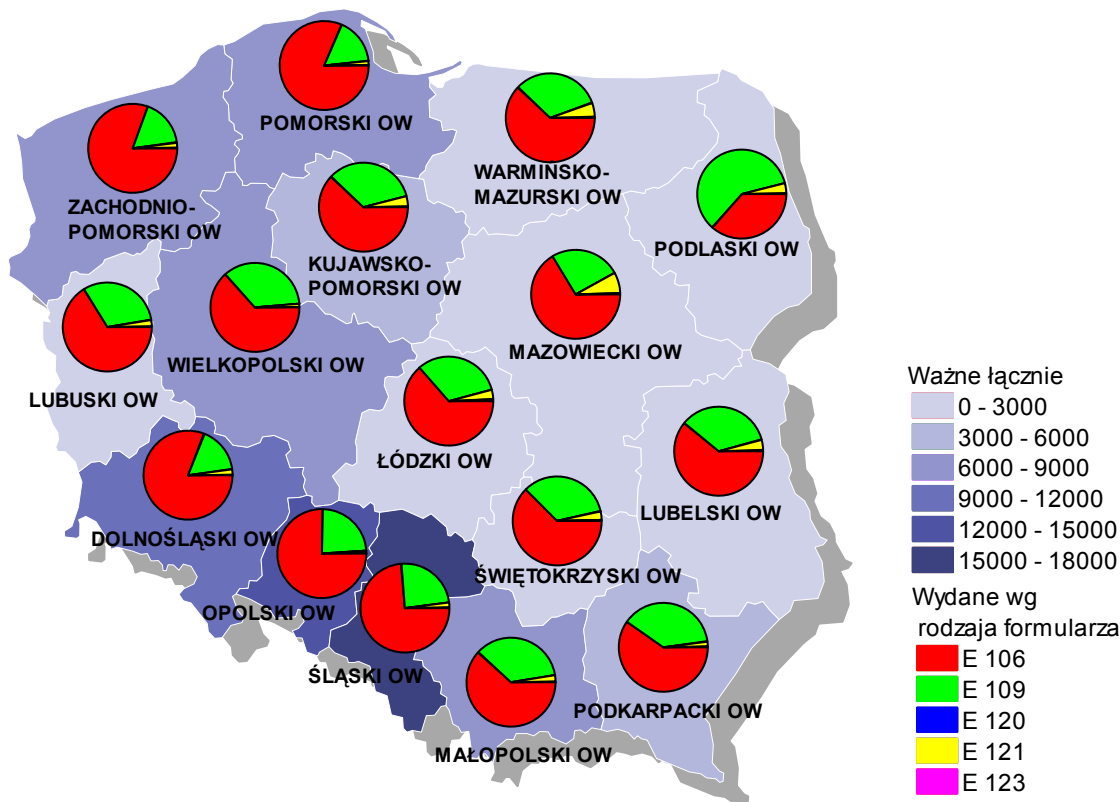 POMORSKI OW
WARMIŃSKO-
MAZURSKI OW
ZACHODNIO-
POMORSKI OW
PODLASKI OW
KUJAWSKO-
POMORSKI OW
MAZOWIECKI OW
WIELKOPOLSKI OW
LUBUSKI OW
ŁÓDZKI OW
LUBELSKI OW
DOLNOŚLĄSKI OW
ŚWIĘTOKRZYSKI OW
OPOLSKI OW
ŚLĄSKI OW
PODKARPACKI OW
MAŁOPOLSKI OW
Ważne łącznie
0 - 3000
3000 - 6000
6000 - 9000
9000 - 12000
12000 - 15000
15000 - 18000
Wydane wg
rodzaja formularza
E 106
E 109
E 120
E 121
E 123